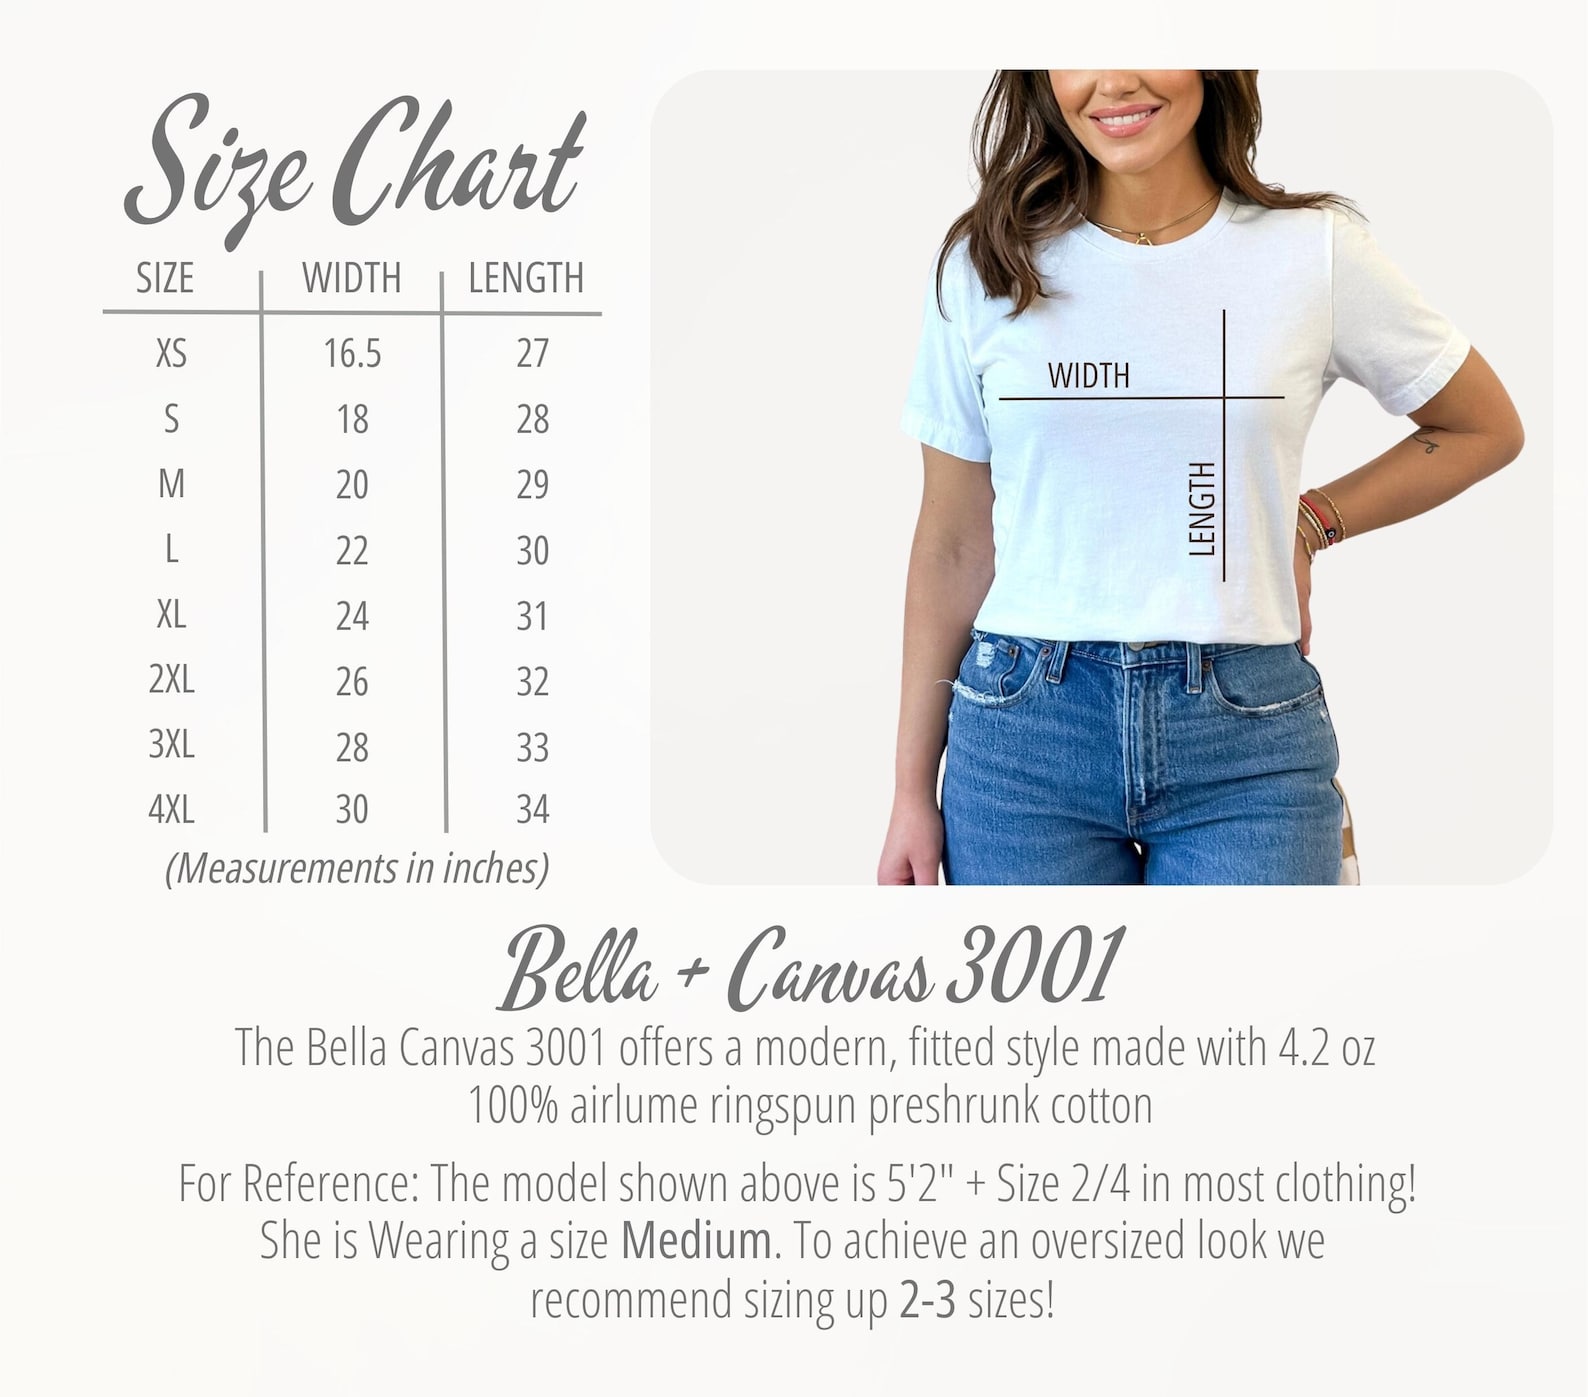 Size Chart
SIZE WIDTH LENGTH
XS 16.5 27
S 18 28
M 20 29
L 22 30
XL 24 31
2XL 26 32
3XL 28 33
4XL 30 34
(Measurements in inches)
WIDTH
LENGTH
Bella + Canvas 3001
The Bella Canvas 3001 offers a modern, fitted style made with 4.2 oz
100% airlume ringspun preshrunk cotton
For Reference: The model shown above is 5'2" + Size 2/4 in most clothing!
She is Wearing a size Medium. To achieve an oversized look we
recommend sizing up 2-3 sizes!